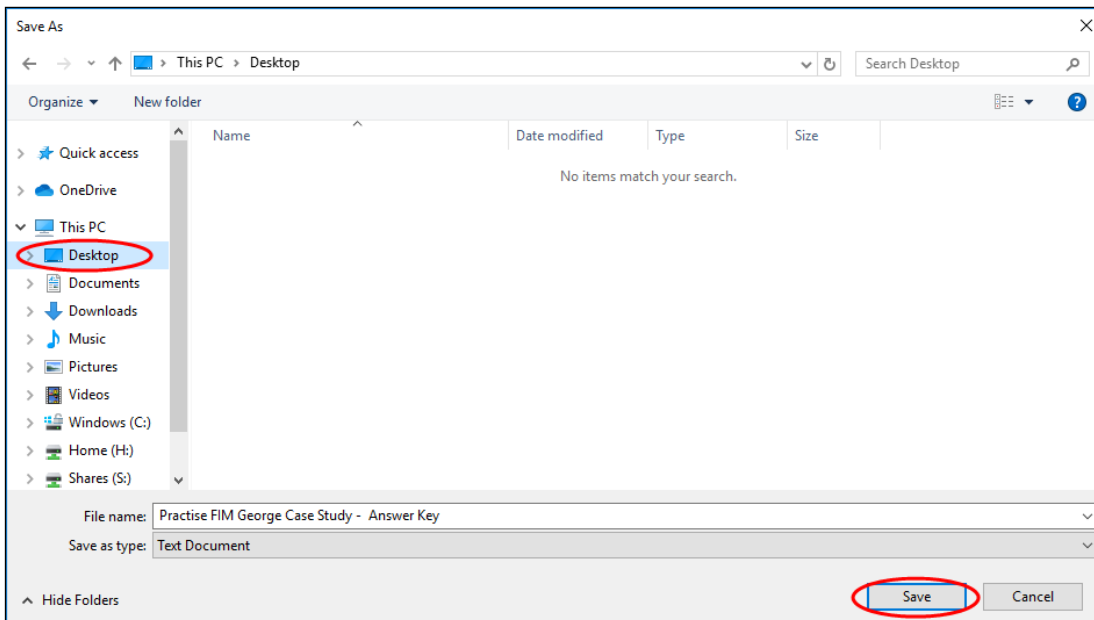 Save As
This PC > Desktop
Search Desktop
Organize
New folder
Name
Date modified
Type
Size
No items match your search.
Quick access
OneDrive
This PC
Desktop
Documents
Downloads
Music
Pictures
Videos
Windows (C:)
Home (H:)
Shares (S:)
File name: Practise FIM George Case Study -  Answer Key
Save as type: Text Document
Hide Folders
Save
Cancel